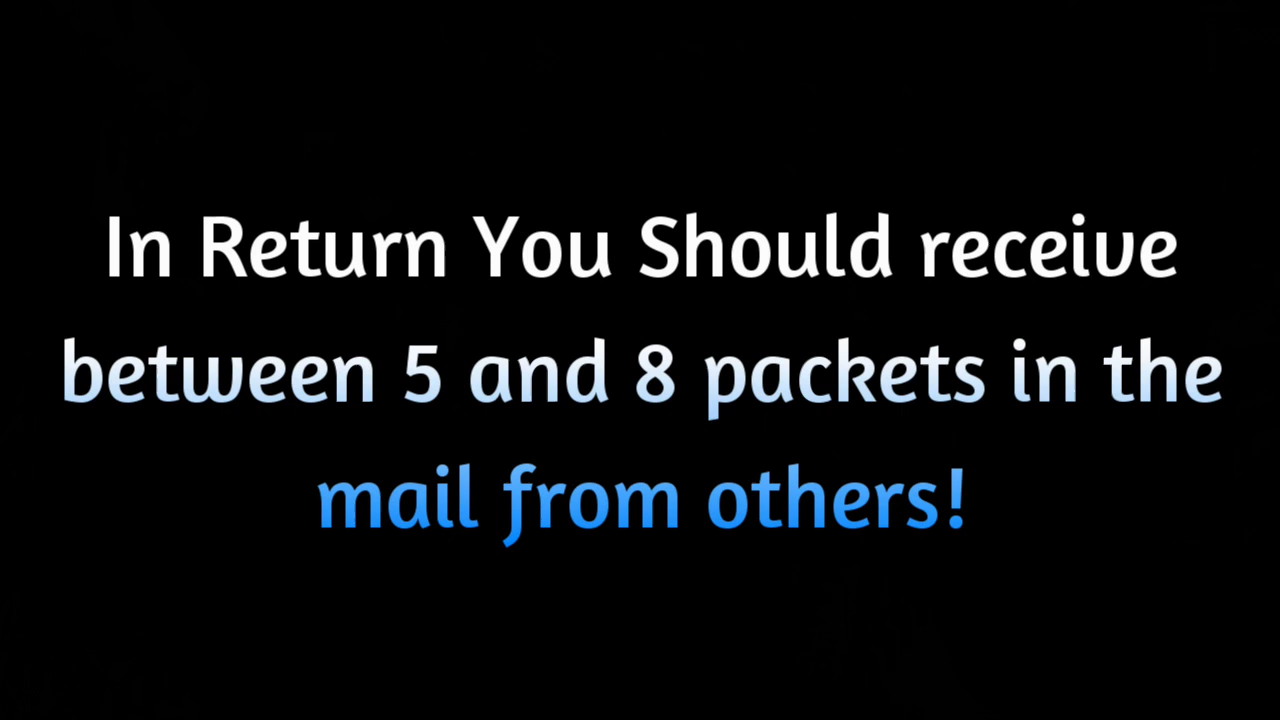 In Return You Should receive
between 5 and 8 packets in the
mail from others!